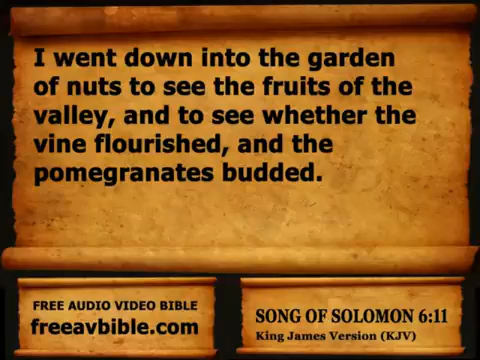 I went down into the garden
of nuts to see the fruits of the
valley, and to see whether the
vine flourished, and the
pomegranates budded.
FREE AUDIO VIDEO BIBLE
freeavbible.com
SONG OF SOLOMON 6:11
King James Version (KJV)